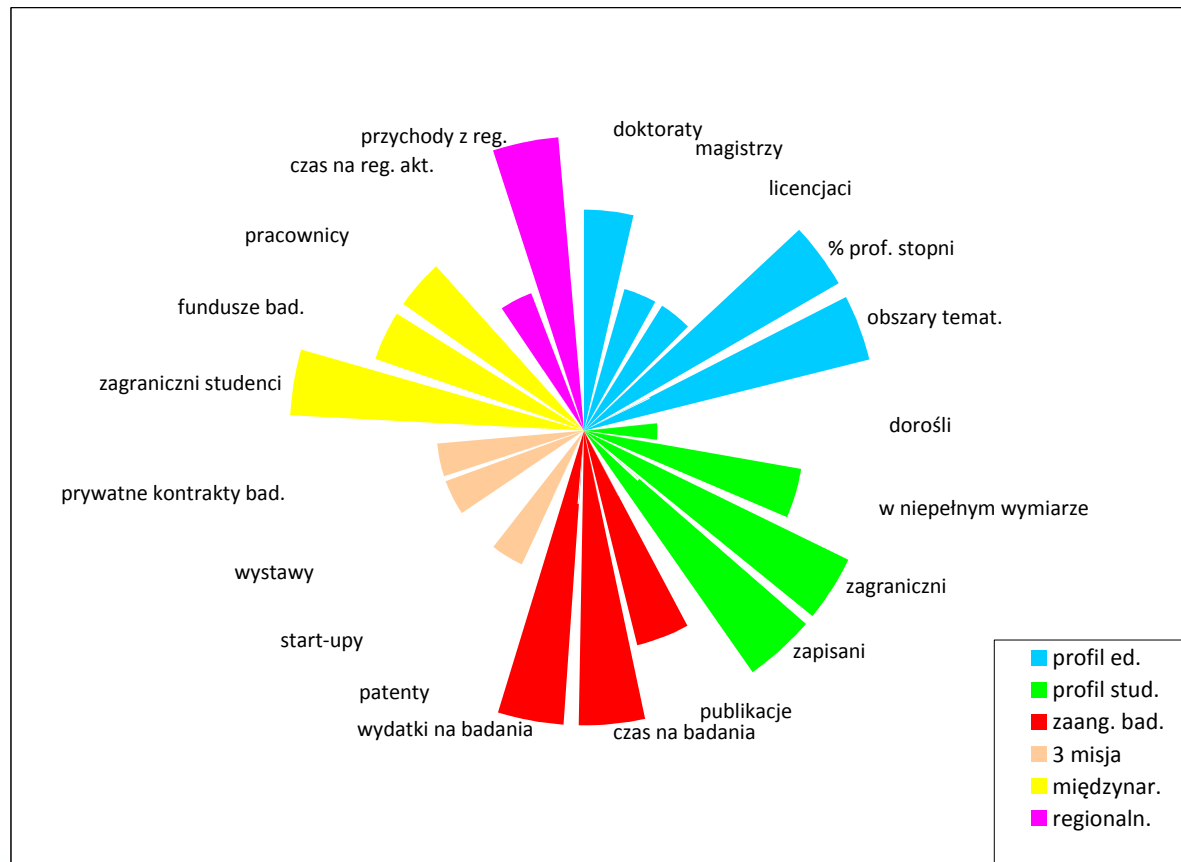 przychody z reg.
doktoraty
czas na reg. akt.
magistrzy
licencjaci
pracownicy
% prof. stopni
fundusze bad.
obszary temat.
zagraniczni studenci
dorośli
prywatne kontrakty bad.
w niepełnym wymiarze
wystawy
zagraniczni
start-upy
zapisani
patenty
publikacje
wydatki na badania
czas na badania
profil ed.
profil stud.
zaang. bad.
3 misja
międzynar.
regionaln.